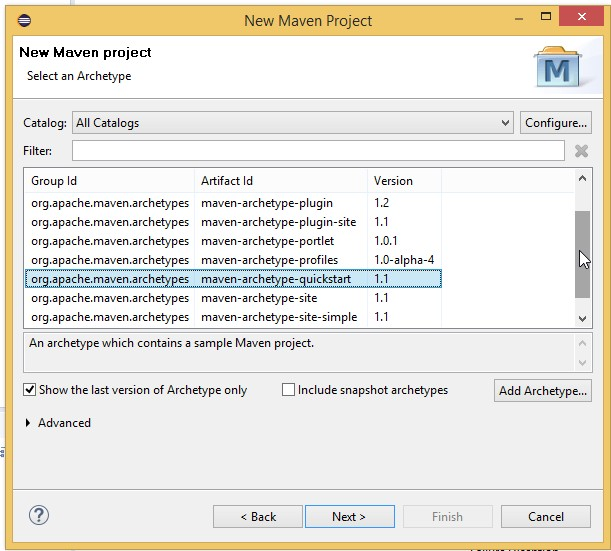 New Maven Project
New Maven project
Select an Archetype
M
Catalog: All Catalogs Configure...
Filter:
Group Id Artifact Id Version
org.apache.maven.archetypes maven-archetype-plugin 1.2
org.apache.maven.archetypes maven-archetype-plugin-site 1.1
org.apache.maven.archetypes maven-archetype-portlet 1.0.1
org.apache.maven.archetypes maven-archetype-profiles 1.0-alpha-4
org.apache.maven.archetypes maven-archetype-quickstart 1.1
org.apache.maven.archetypes maven-archetype-site 1.1
org.apache.maven.archetypes maven-archetype-site-simple 1.1
An archetype which contains a sample Maven project.
Show the last version of Archetype only Include snapshot archetypes Add Archetype...
Advanced
? < Back Next > Finish Cancel